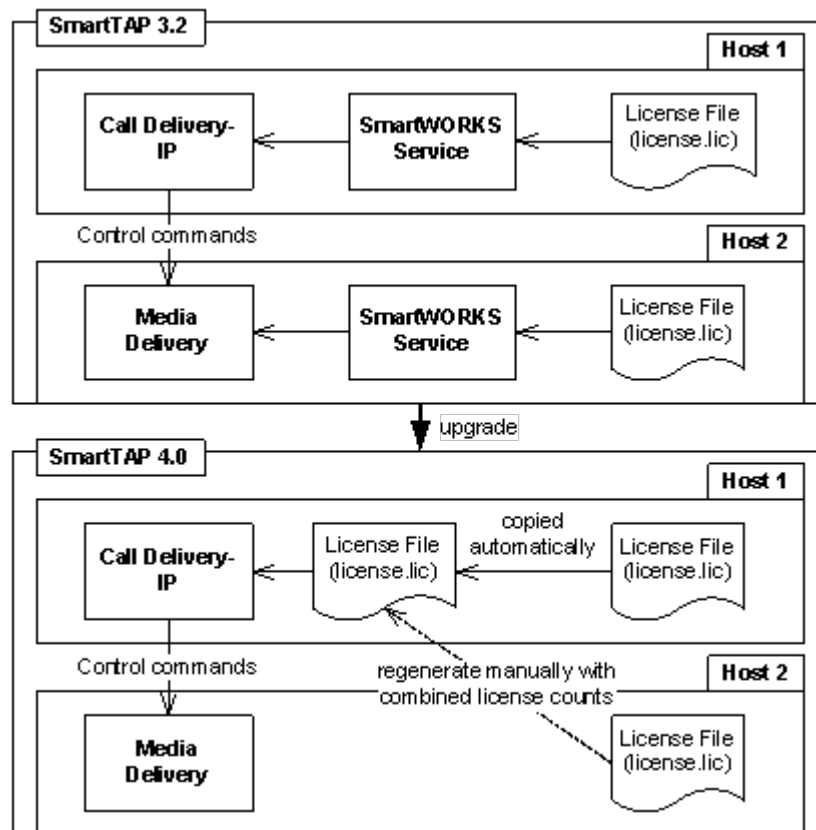 SmartTAP 3.2
Host 1
Call Delivery-
IP
SmartWORKS
Service
License File
(license.lic)
Control commands
Host 2
Media
Delivery
SmartWORKS
Service
License File
(license.lic)
upgrade
SmartTAP 4.0
Host 1
Call Delivery-
IP
License File
(license.lic)
copied
automatically
License File
(license.lic)
Control commands
regenerate manually with
combined license counts
Host 2
Media
Delivery
License File
(license.lic)